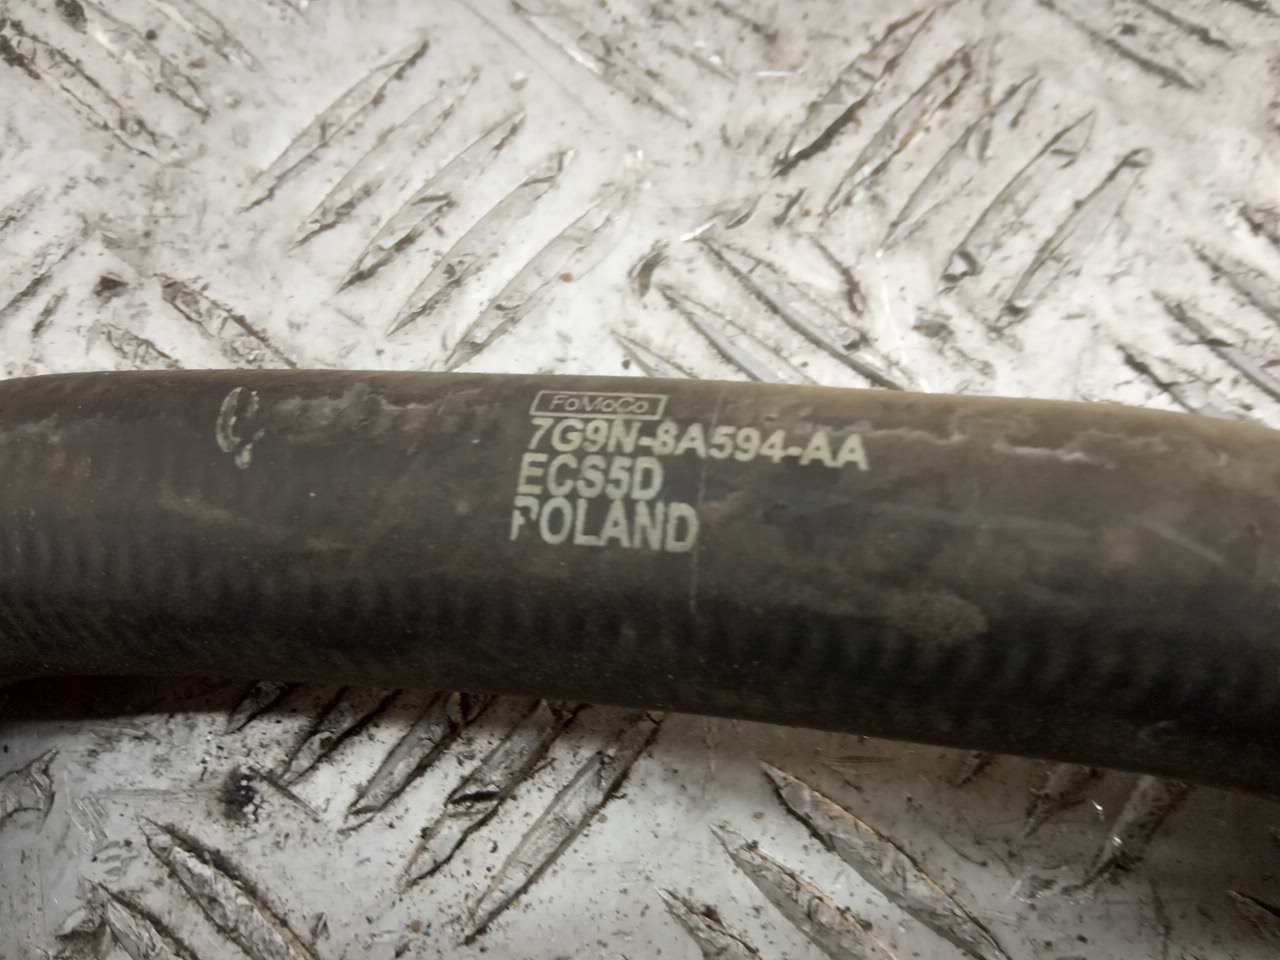 FoMoCo
7G9N-8A594-AA
ECS5D
POLAND